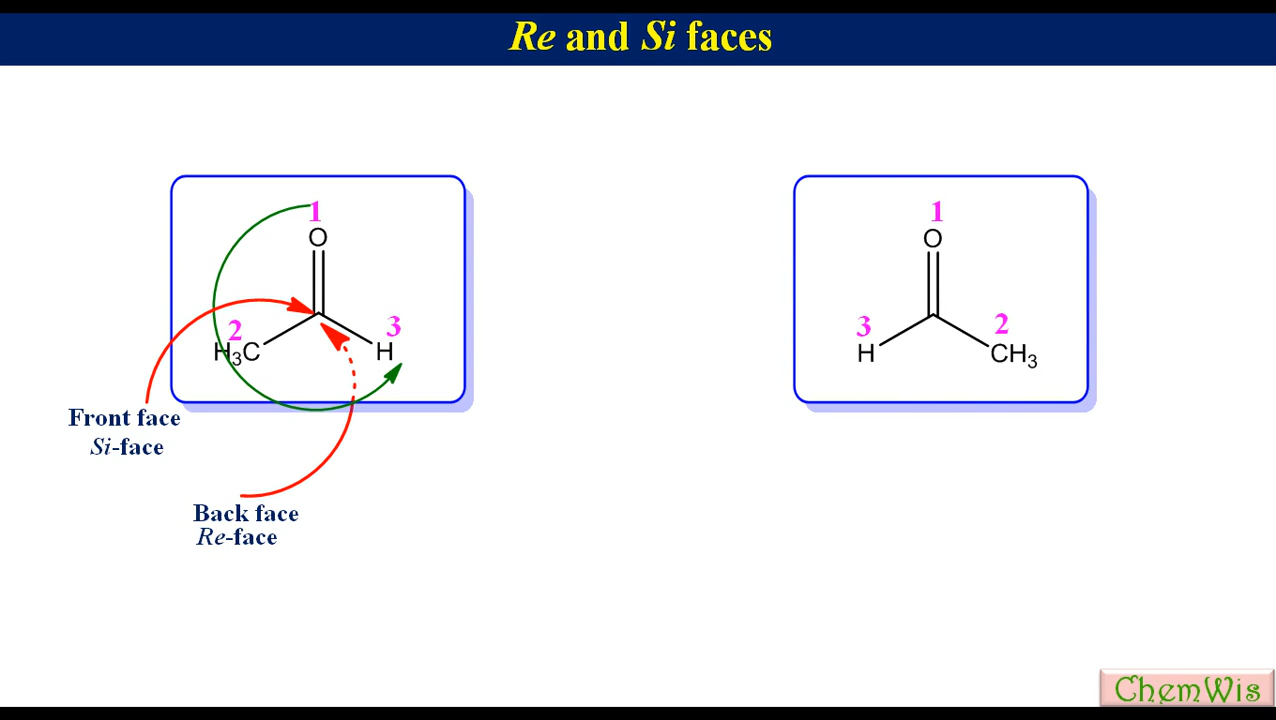 Re and Si faces
1
O
2
3
H₃C
H
Front face
Si-face
Back face
Re-face
1
O
3
2
H
CH₃
ChemWis